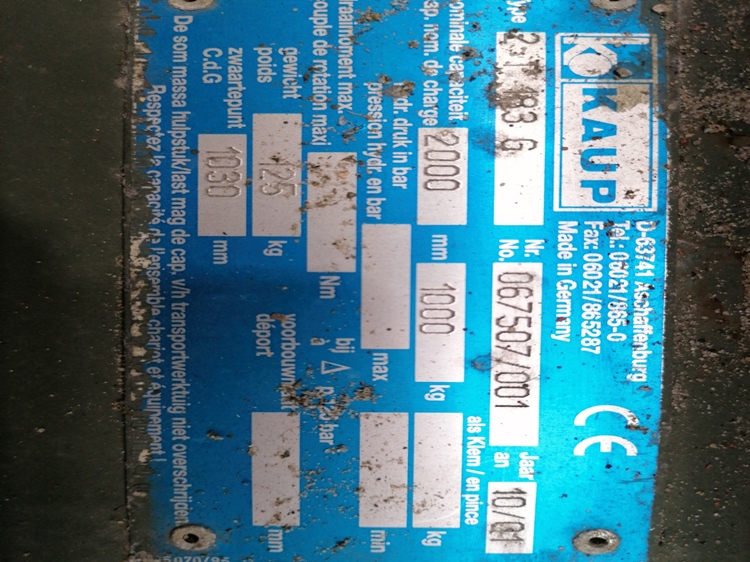 KAUP
D-63741 Aschaffenburg
Tel.: 06021/865-0
Fax: 06021/865287
Made in Germany
CE
Type 2 T 183 G
Nr. No. 067507/001
Jaar an 10/01
nominale capaciteit
cap. nom. de charge
2000 mm 1000 kg
als Klem / en pince kg
hydr. druk in bar
pression hydr. en bar
max
min
draaimoment max.
couple de rotation maxi
Nm
bij à △ bar
gewicht
poids
125 kg
voorbouwmaat
déport
mm
zwaartepunt
C.d.G
1030 mm
De som massa hulpstuk/last mag de cap. v/h transportwerktuig niet overschrijden
Respectez la capacité de l'ensemble chariot et équipement !